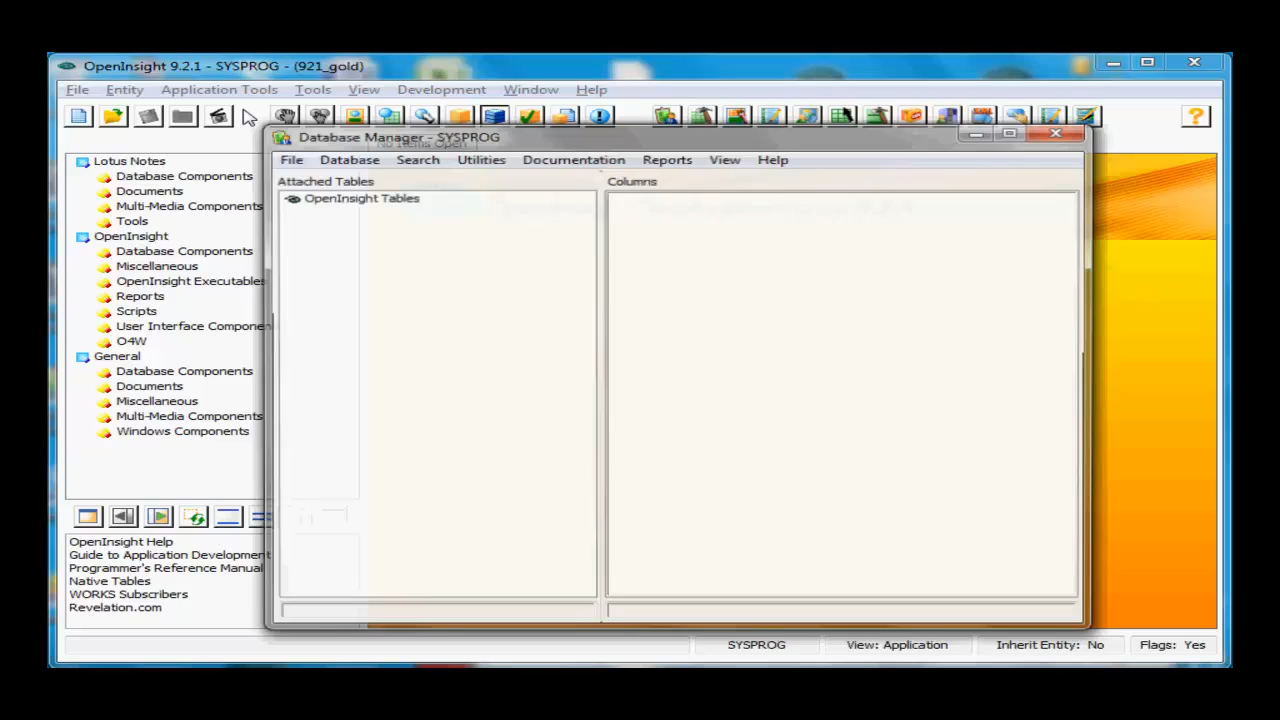 OpenInsight 9.2.1 - SYSPROG - (921_gold)
File Entity Application Tools Tools View Development Window Help
Database Manager - SYSPROG
No Items Open
File Database Search Utilities Documentation Reports View Help
Attached Tables
Columns
OpenInsight Tables
Lotus Notes
Database Components
Documents
Multi-Media Components
Tools
OpenInsight
Database Components
Miscellaneous
OpenInsight Executables
Reports
Scripts
User Interface Compone
O4W
General
Database Components
Documents
Miscellaneous
Multi-Media Components
Windows Components
OpenInsight Help
Guide to Application Development
Programmer's Reference Manual
Native Tables
WORKS Subscribers
Revelation.com
SYSPROG
View: Application
Inherit Entity: No
Flags: Yes